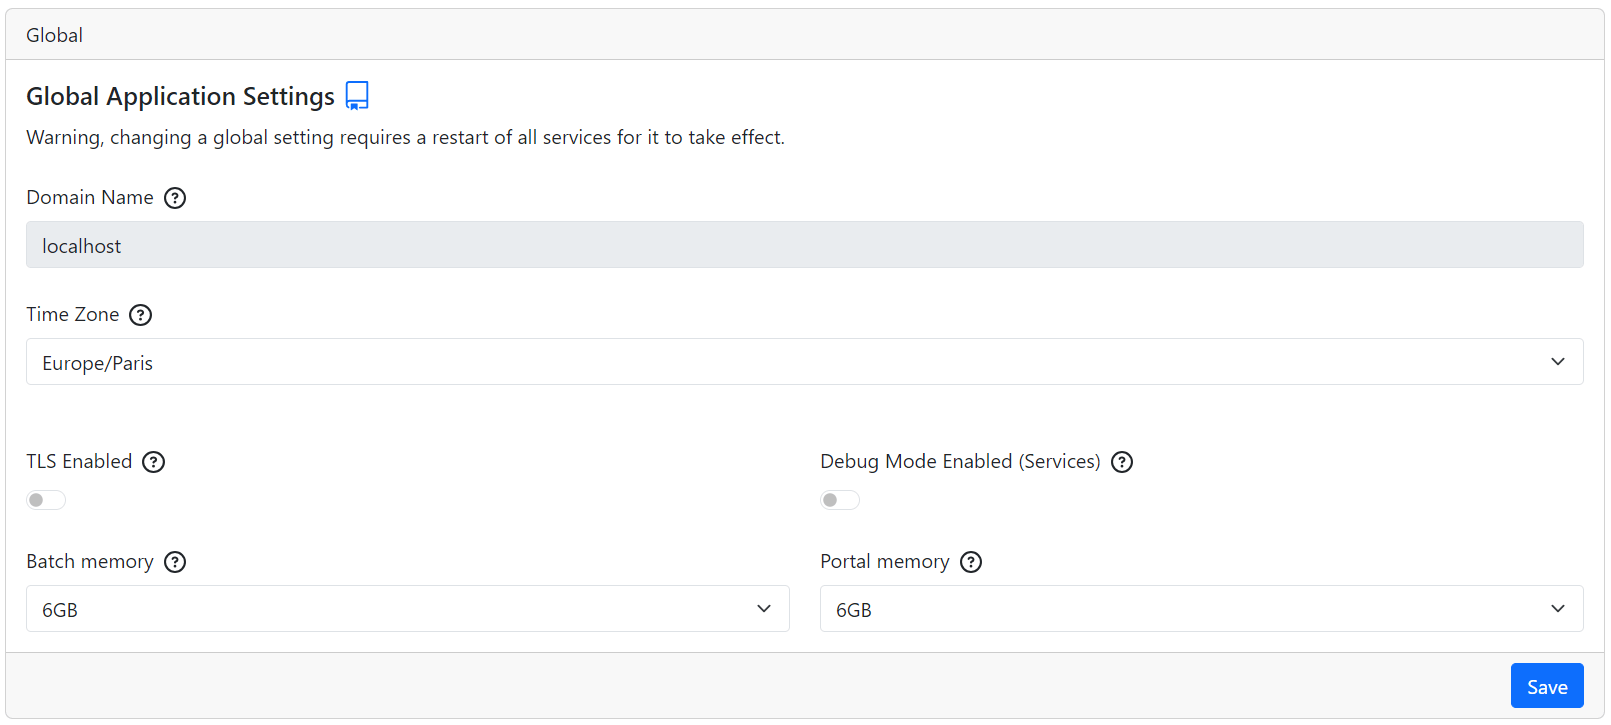 Global
Global Application Settings
Warning, changing a global setting requires a restart of all services for it to take effect.
Domain Name
localhost
Time Zone
Europe/Paris
TLS Enabled
Debug Mode Enabled (Services)
Batch memory
Portal memory
6GB
6GB
Save